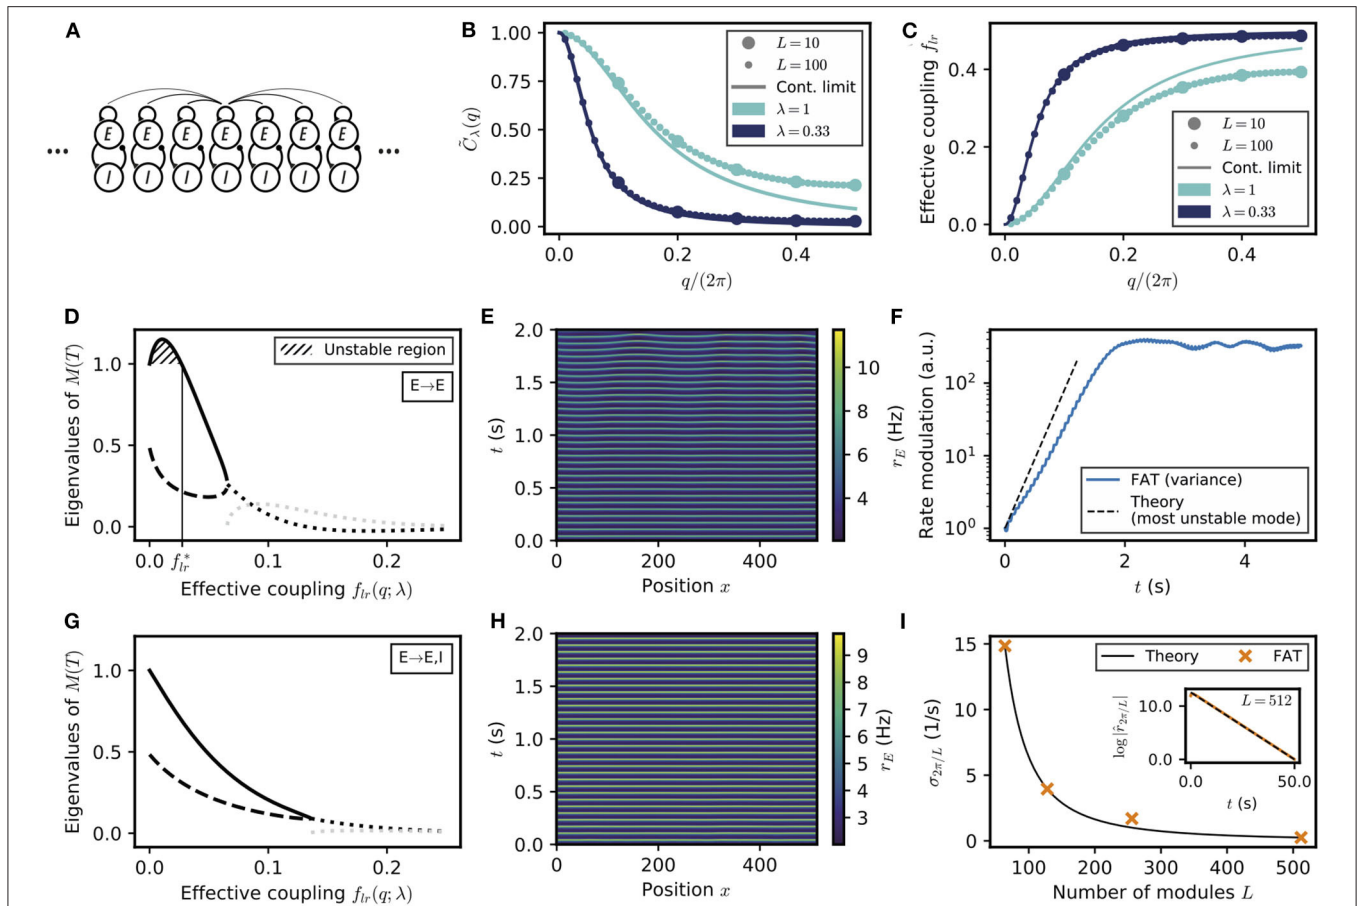 A
E E E E E E E
... ...
I I I I I I I
B
1.00
0.75
0.50
0.25
0.00
C̃λ(q)
L = 10
L = 100
Cont. limit
λ = 1
λ = 0.33
0.0 0.2 0.4
q/(2π)
C
Effective coupling f_lr
0.4
0.2
0.0
L = 10
L = 100
Cont. limit
λ = 1
λ = 0.33
0.0 0.2 0.4
q/(2π)
D
Eigenvalues of M(T)
1.0
0.5
0.0
Unstable region
E→E
0.0 f*_lr 0.1 0.2
Effective coupling f_lr(q; λ)
E
t (s)
2.0
1.5
1.0
0.5
0.0
0 200 400
Position x
10
8
6
4
r_E (Hz)
F
Rate modulation (a.u.)
10²
10¹
10⁰
FAT (variance)
Theory
(most unstable mode)
0 2 4
t (s)
G
Eigenvalues of M(T)
1.0
0.5
0.0
E→E,I
0.0 0.1 0.2
Effective coupling f_lr(q; λ)
H
t (s)
2.0
1.5
1.0
0.5
0.0
0 200 400
Position x
9
8
7
6
5
4
3
r_E (Hz)
I
σ_2π/L (1/s)
15
10
5
0
Theory FAT
log|r̂_2π/L|
10.0
0.0
L = 512
0.0 50.0
t (s)
100 200 300 400 500
Number of modules L